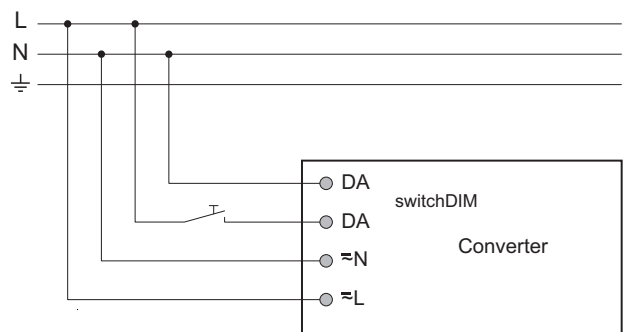 L
N
DA
switchDIM
DA
Converter
≂N
≂L